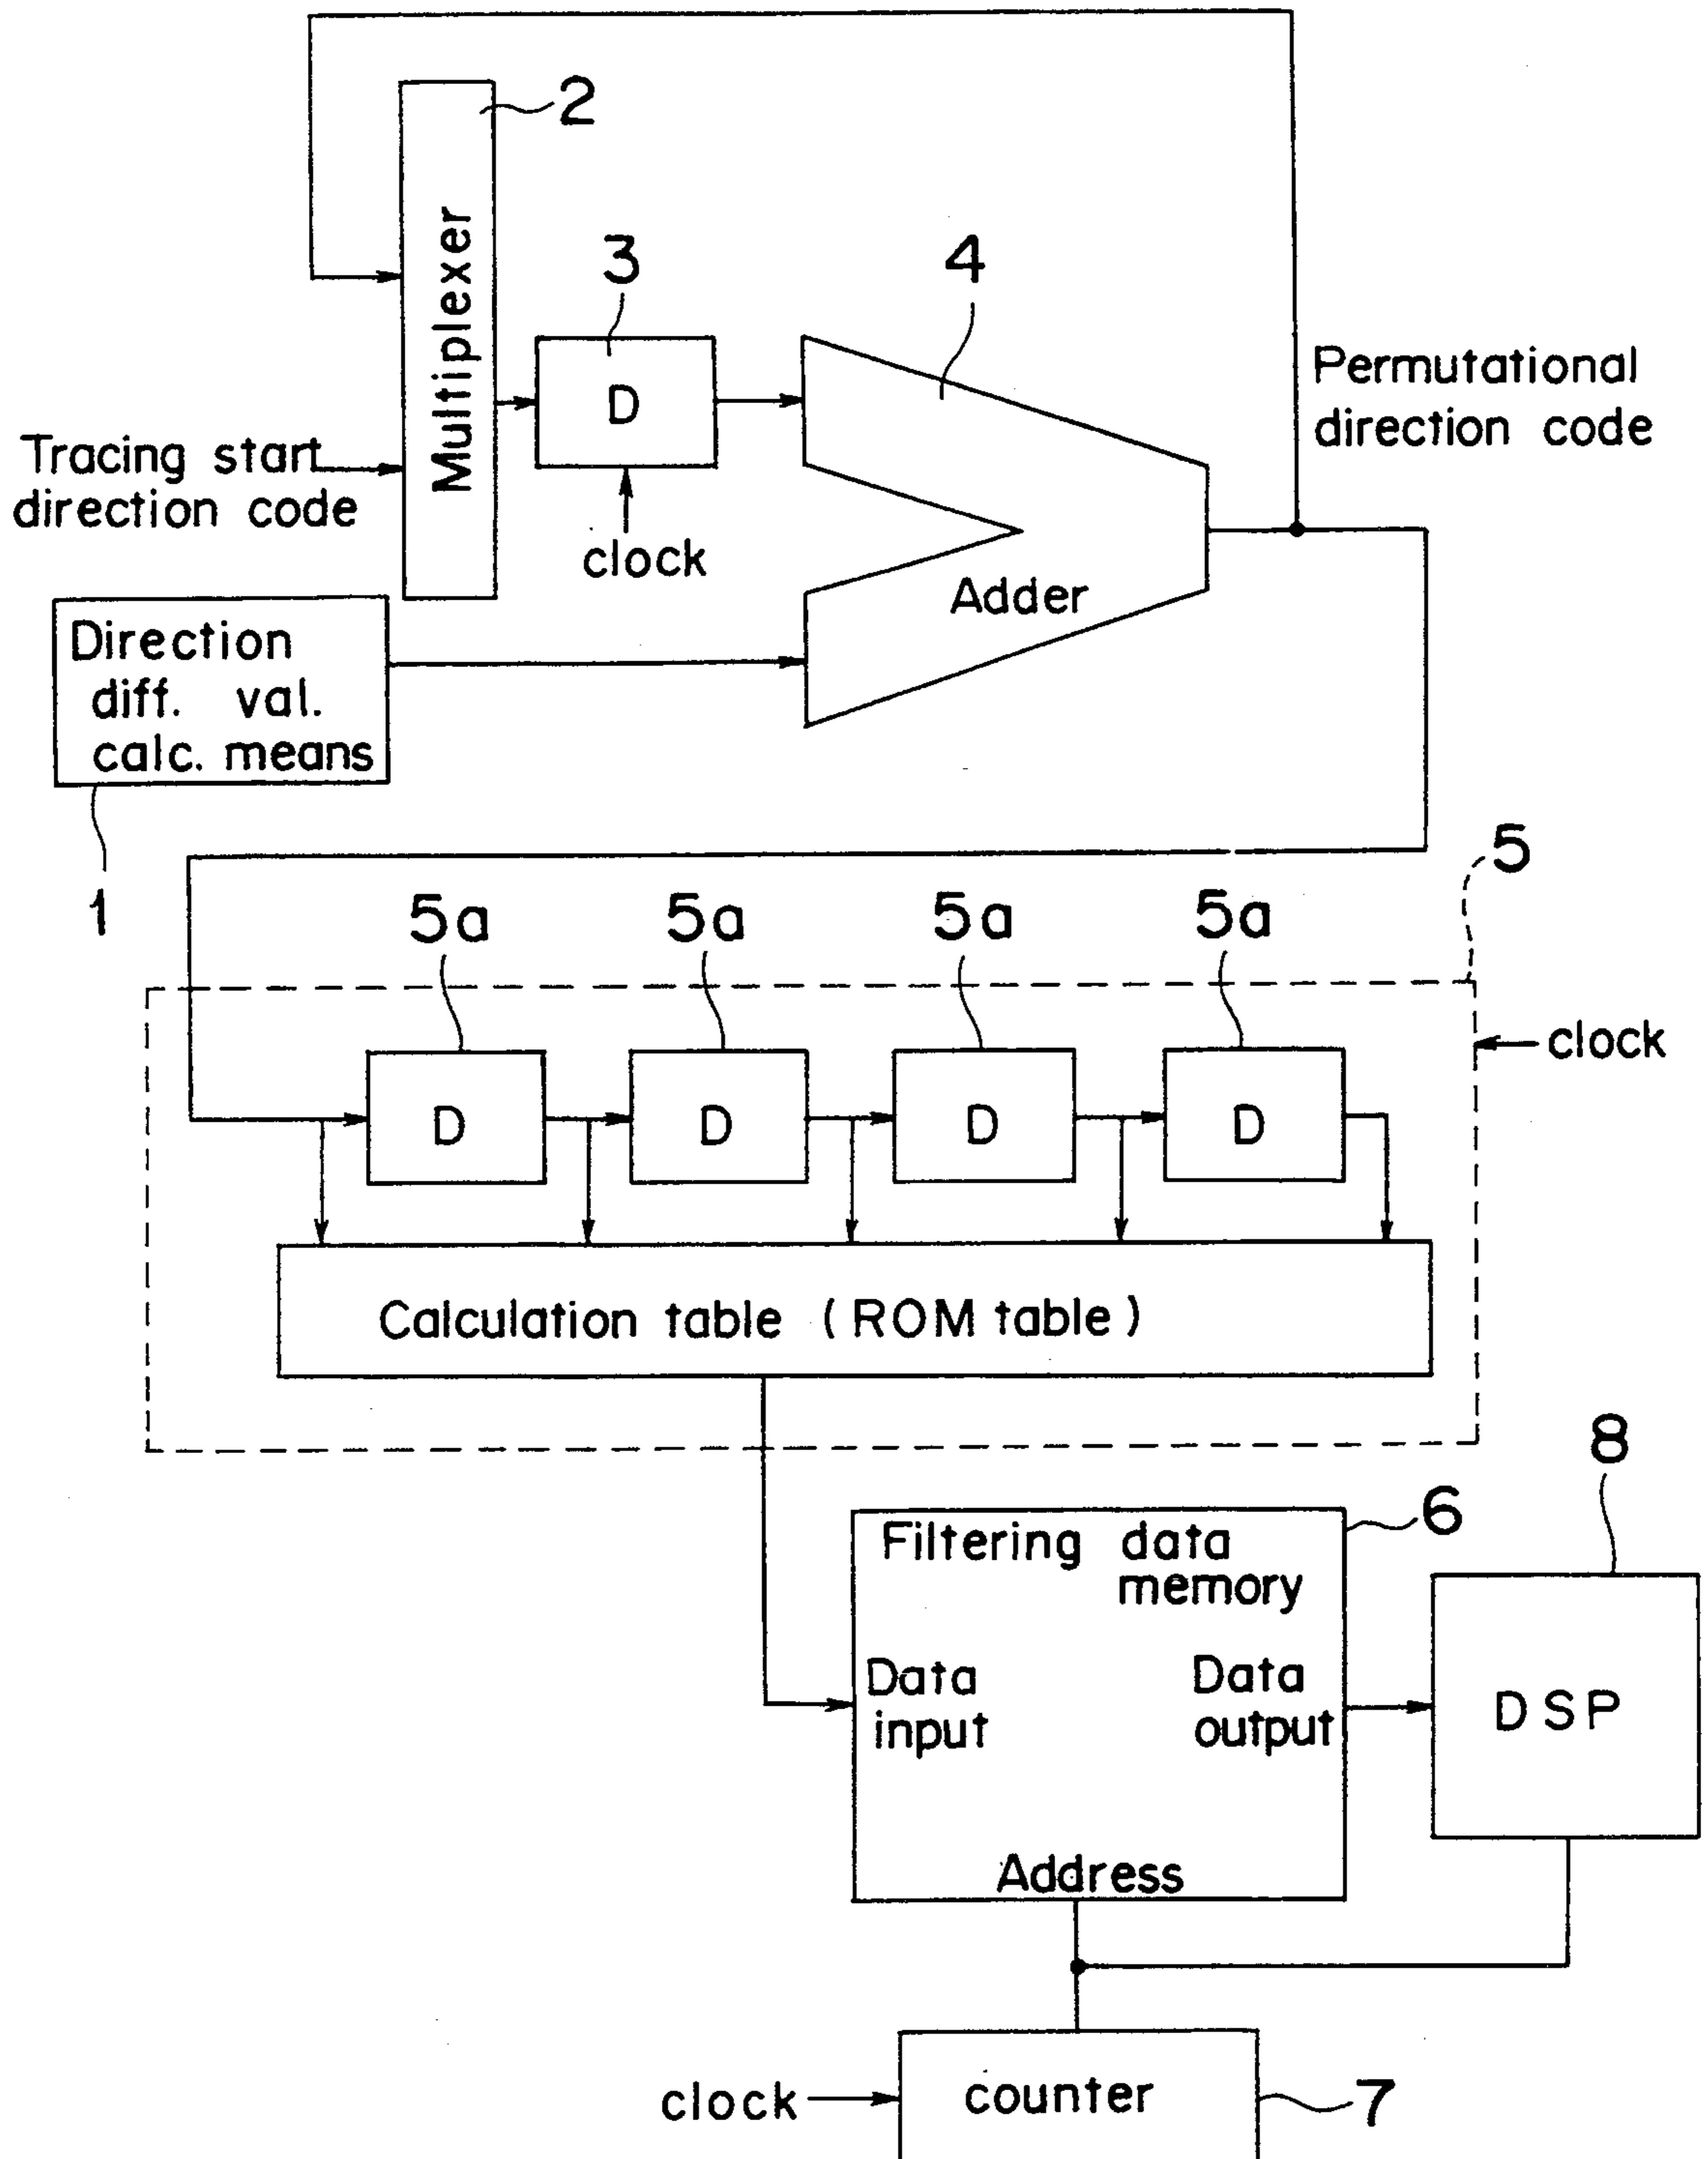 2
Multiplexer
3
D
clock
4
Adder
Permutational
direction code
Tracing start
direction code
Direction
diff. val.
calc. means
1
5
5a
5a
5a
5a
clock
D
D
D
D
Calculation table (ROM table)
6
8
Filtering data
memory
Data
input
Data
output
Address
DSP
clock
counter
7